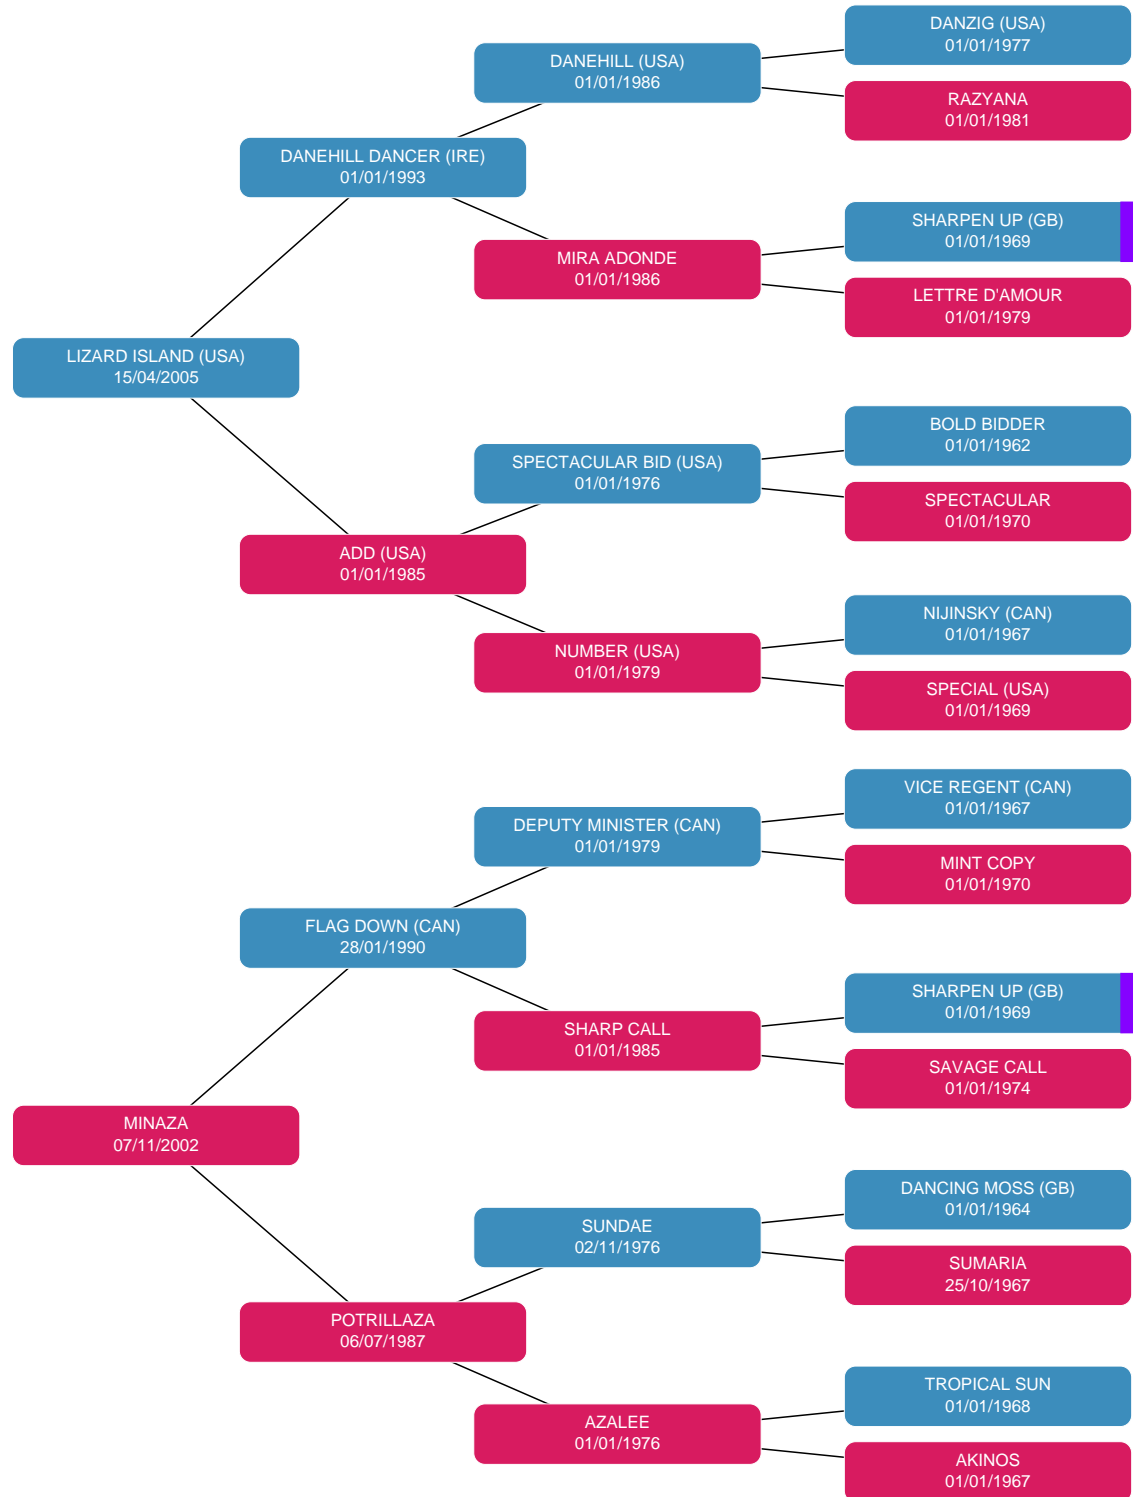 DANZIG (USA)
01/01/1977
DANEHILL (USA)
01/01/1986
RAZYANA
01/01/1981
DANEHILL DANCER (IRE)
01/01/1993
SHARPEN UP (GB)
01/01/1969
MIRA ADONDE
01/01/1986
LETTRE D'AMOUR
01/01/1979
LIZARD ISLAND (USA)
15/04/2005
BOLD BIDDER
01/01/1962
SPECTACULAR BID (USA)
01/01/1976
SPECTACULAR
01/01/1970
ADD (USA)
01/01/1985
NIJINSKY (CAN)
01/01/1967
NUMBER (USA)
01/01/1979
SPECIAL (USA)
01/01/1969
VICE REGENT (CAN)
01/01/1967
DEPUTY MINISTER (CAN)
01/01/1979
MINT COPY
01/01/1970
FLAG DOWN (CAN)
28/01/1990
SHARPEN UP (GB)
01/01/1969
SHARP CALL
01/01/1985
SAVAGE CALL
01/01/1974
MINAZA
07/11/2002
DANCING MOSS (GB)
01/01/1964
SUNDAE
02/11/1976
SUMARIA
25/10/1967
POTRILLAZA
06/07/1987
TROPICAL SUN
01/01/1968
AZALEE
01/01/1976
AKINOS
01/01/1967